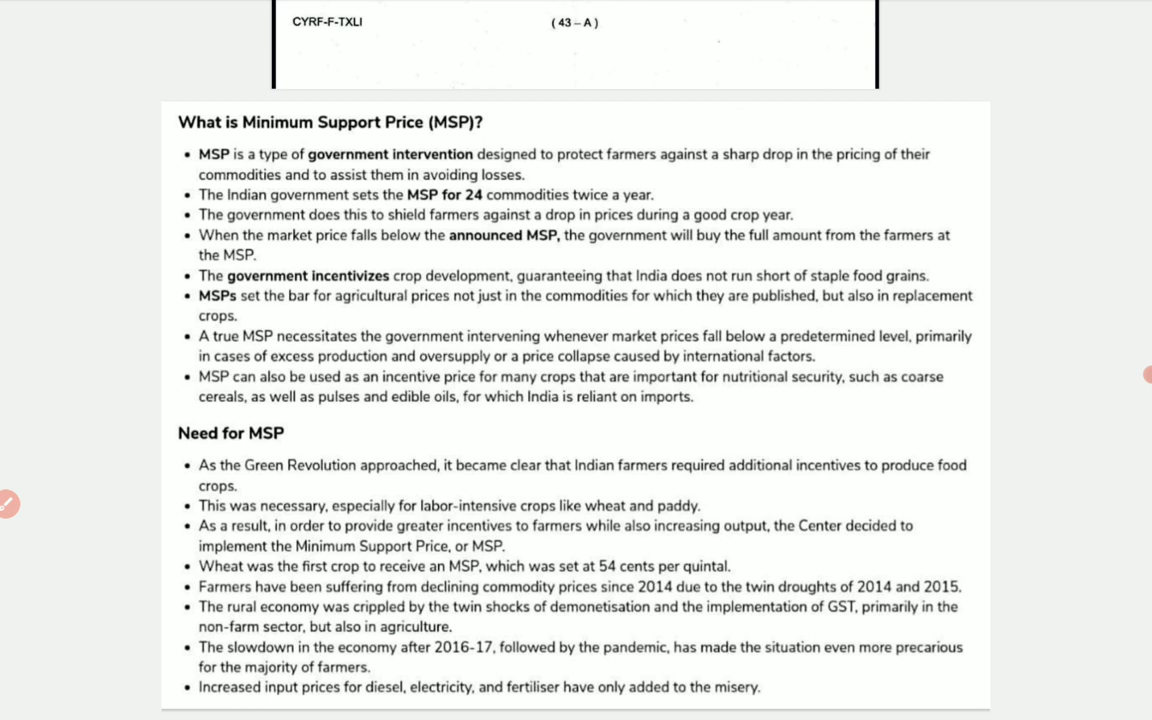 CYRF-F-TXLI ( 43 – A )
What is Minimum Support Price (MSP)?
• MSP is a type of government intervention designed to protect farmers against a sharp drop in the pricing of their
commodities and to assist them in avoiding losses.
• The Indian government sets the MSP for 24 commodities twice a year.
• The government does this to shield farmers against a drop in prices during a good crop year.
• When the market price falls below the announced MSP, the government will buy the full amount from the farmers at
the MSP.
• The government incentivizes crop development, guaranteeing that India does not run short of staple food grains.
• MSPs set the bar for agricultural prices not just in the commodities for which they are published, but also in replacement
crops.
• A true MSP necessitates the government intervening whenever market prices fall below a predetermined level, primarily
in cases of excess production and oversupply or a price collapse caused by international factors.
• MSP can also be used as an incentive price for many crops that are important for nutritional security, such as coarse
cereals, as well as pulses and edible oils, for which India is reliant on imports.
Need for MSP
• As the Green Revolution approached, it became clear that Indian farmers required additional incentives to produce food
crops.
• This was necessary, especially for labor-intensive crops like wheat and paddy.
• As a result, in order to provide greater incentives to farmers while also increasing output, the Center decided to
implement the Minimum Support Price, or MSP.
• Wheat was the first crop to receive an MSP, which was set at 54 cents per quintal.
• Farmers have been suffering from declining commodity prices since 2014 due to the twin droughts of 2014 and 2015.
• The rural economy was crippled by the twin shocks of demonetisation and the implementation of GST, primarily in the
non-farm sector, but also in agriculture.
• The slowdown in the economy after 2016-17, followed by the pandemic, has made the situation even more precarious
for the majority of farmers.
• Increased input prices for diesel, electricity, and fertiliser have only added to the misery.